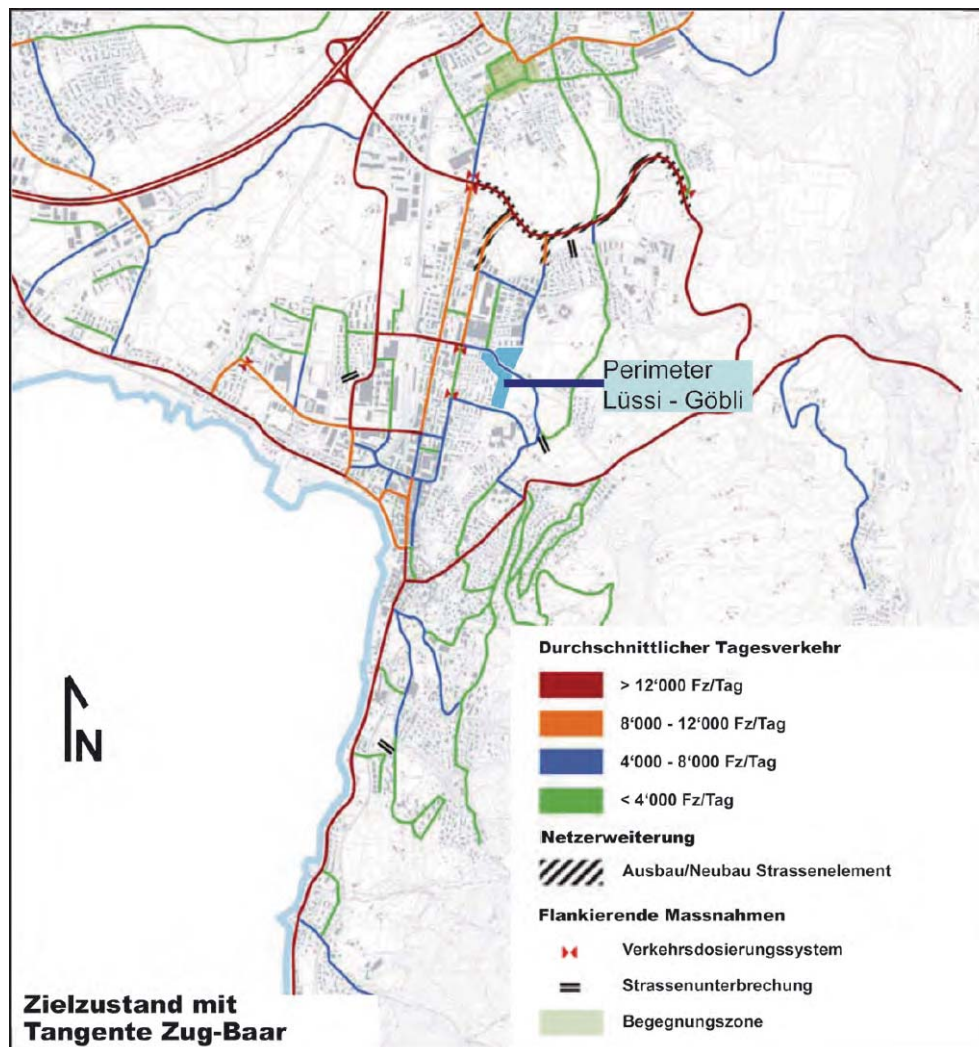 Perimeter
Lüssi - Göbli
N
Durchschnittlicher Tagesverkehr
> 12‘000 Fz/Tag
8‘000 - 12‘000 Fz/Tag
4‘000 - 8‘000 Fz/Tag
< 4‘000 Fz/Tag
Netzerweiterung
Ausbau/Neubau Strassenelement
Flankierende Massnahmen
Verkehrsdosierungssystem
Strassenunterbrechung
Begegnungszone
Zielzustand mit
Tangente Zug-Baar